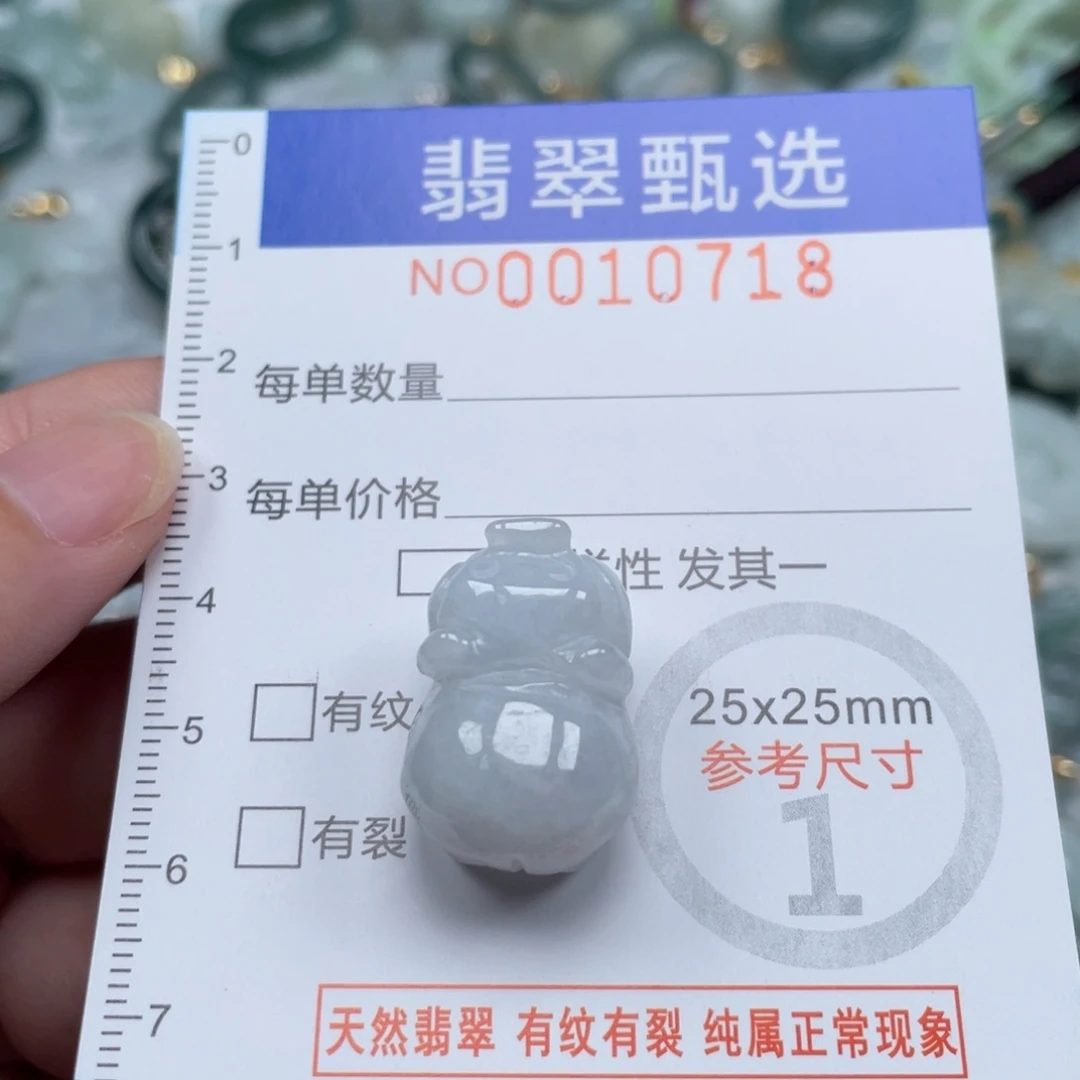 翡翠甄选
NO0010718
0
1
2
每单数量
3
每单价格
性 发其一
4
有纹
25x25mm
5
参考尺寸
1
有裂
6
天然翡翠 有纹有裂 纯属正常现象
7